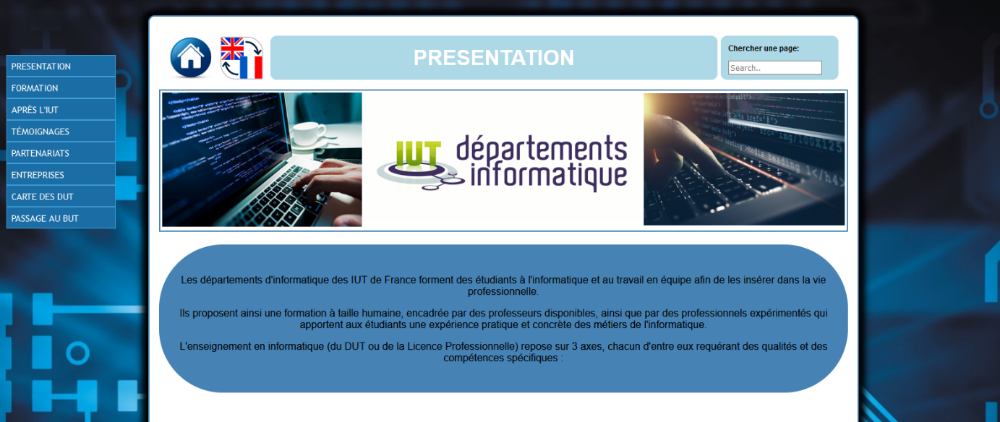 PRESENTATION
Chercher une page:
Search..
PRESENTATION
FORMATION
APRÈS L'IUT
TÉMOIGNAGES
PARTENARIATS
ENTREPRISES
CARTE DES DUT
PASSAGE AU BUT
IUT départements
informatique
Les départements d'informatique des IUT de France forment des étudiants à l'informatique et au travail en équipe afin de les insérer dans la vie
professionnelle.
Ils proposent ainsi une formation à taille humaine, encadrée par des professeurs disponibles, ainsi que par des professionnels expérimentés qui
apportent aux étudiants une expérience pratique et concrète des métiers de l'informatique.
L'enseignement en informatique (du DUT ou de la Licence Professionnelle) repose sur 3 axes, chacun d'entre eux requérant des qualités et des
compétences spécifiques :